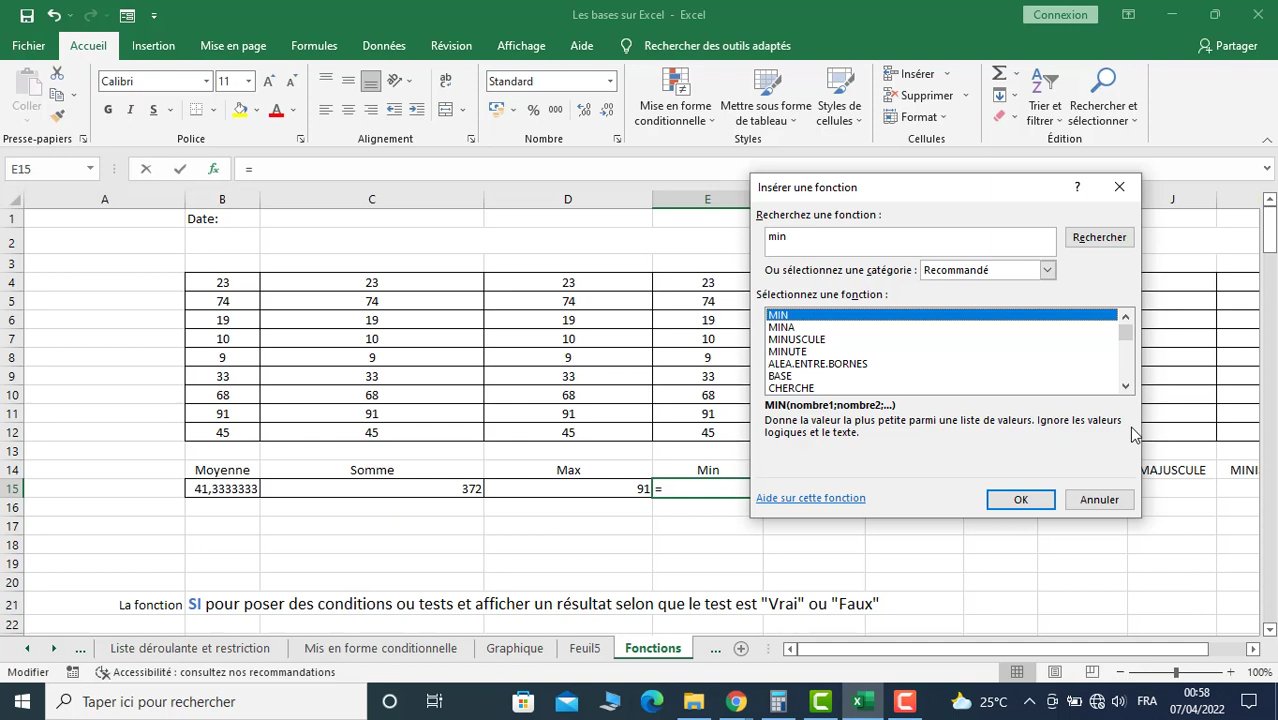 Les bases sur Excel - Excel
Connexion
Fichier Accueil Insertion Mise en page Formules Données Révision Affichage Aide Rechercher des outils adaptés Partager
Coller
Calibri 11
G I S
Standard
% 000
Mise en forme conditionnelle
Mettre sous forme de tableau
Styles de cellules
Insérer
Supprimer
Format
Trier et filtrer
Rechercher et sélectionner
Presse-papiers Police Alignement Nombre Styles Cellules Édition
E15 =
A B C D E J
1 Date:
2
3
4 23 23 23 23
5 74 74 74 74
6 19 19 19 19
7 10 10 10 10
8 9 9 9 9
9 33 33 33 33
10 68 68 68 68
11 91 91 91 91
12 45 45 45 45
13
14 Moyenne Somme Max Min MAJUSCULE MINI
15 41,3333333 372 91 =
16
17
18
19
20
21 La fonction SI pour poser des conditions ou tests et afficher un résultat selon que le test est "Vrai" ou "Faux"
22
Insérer une fonction ?
Recherchez une fonction :
min Rechercher
Ou sélectionnez une catégorie : Recommandé
Sélectionnez une fonction :
MIN
MINA
MINUSCULE
MINUTE
ALEA.ENTRE.BORNES
BASE
CHERCHE
MIN(nombre1;nombre2;...)
Donne la valeur la plus petite parmi une liste de valeurs. Ignore les valeurs
logiques et le texte.
Aide sur cette fonction OK Annuler
... Liste déroulante et restriction Mis en forme conditionnelle Graphique Feuil5 Fonctions ...
Modifier Accessibilité : consultez nos recommandations 100%
Taper ici pour rechercher 25°C FRA 00:58
07/04/2022